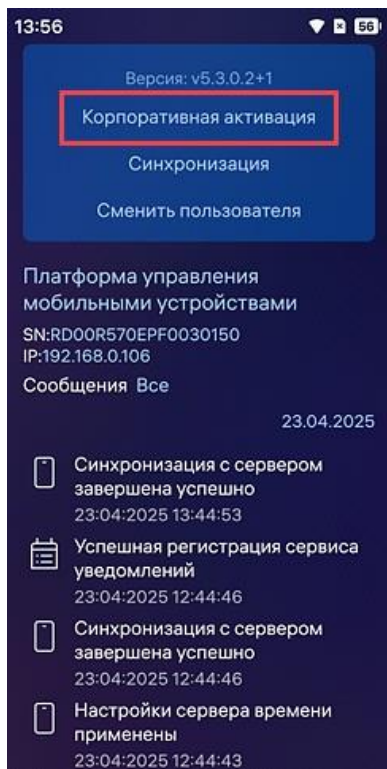 13:56
56
Версия: v5.3.0.2+1
Корпоративная активация
Синхронизация
Сменить пользователя
Платформа управления
мобильными устройствами
SN:RD00R570EPF0030150
IP:192.168.0.106
Сообщения Все
23.04.2025
Синхронизация с сервером
завершена успешно
23:04:2025 13:44:53
Успешная регистрация сервиса
уведомлений
23:04:2025 12:44:46
Синхронизация с сервером
завершена успешно
23:04:2025 12:44:46
Настройки сервера времени
применены
23:04:2025 12:44:43